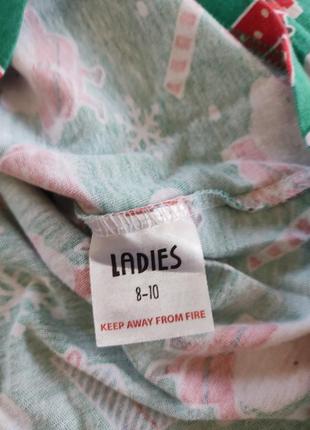 LADIES
8-10
KEEP AWAY FROM FIRE